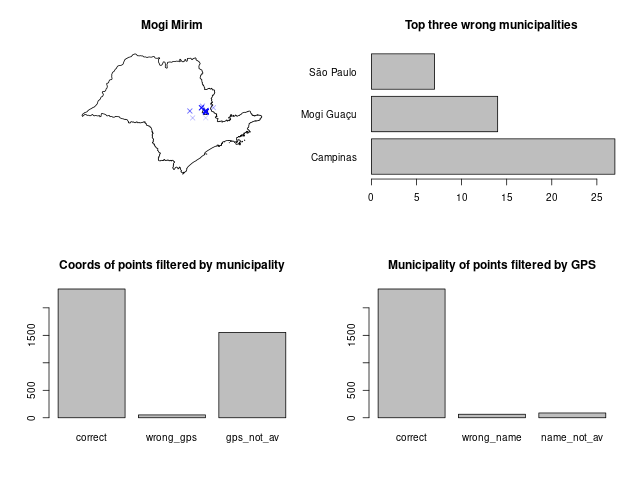 Mogi Mirim
Top three wrong municipalities
São Paulo
Mogi Guaçu
Campinas
0 5 10 15 20 25
Coords of points filtered by municipality
1500
500
0
correct wrong_gps gps_not_av
Municipality of points filtered by GPS
1500
500
0
correct wrong_name name_not_av